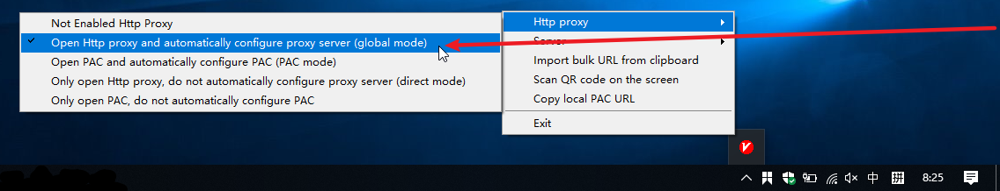 Not Enabled Http Proxy
Open Http proxy and automatically configure proxy server (global mode)
Open PAC and automatically configure PAC (PAC mode)
Only open Http proxy, do not automatically configure proxy server (direct mode)
Only open PAC, do not automatically configure PAC
Http proxy
Server
Import bulk URL from clipboard
Scan QR code on the screen
Copy local PAC URL
Exit
中
拼
8:25